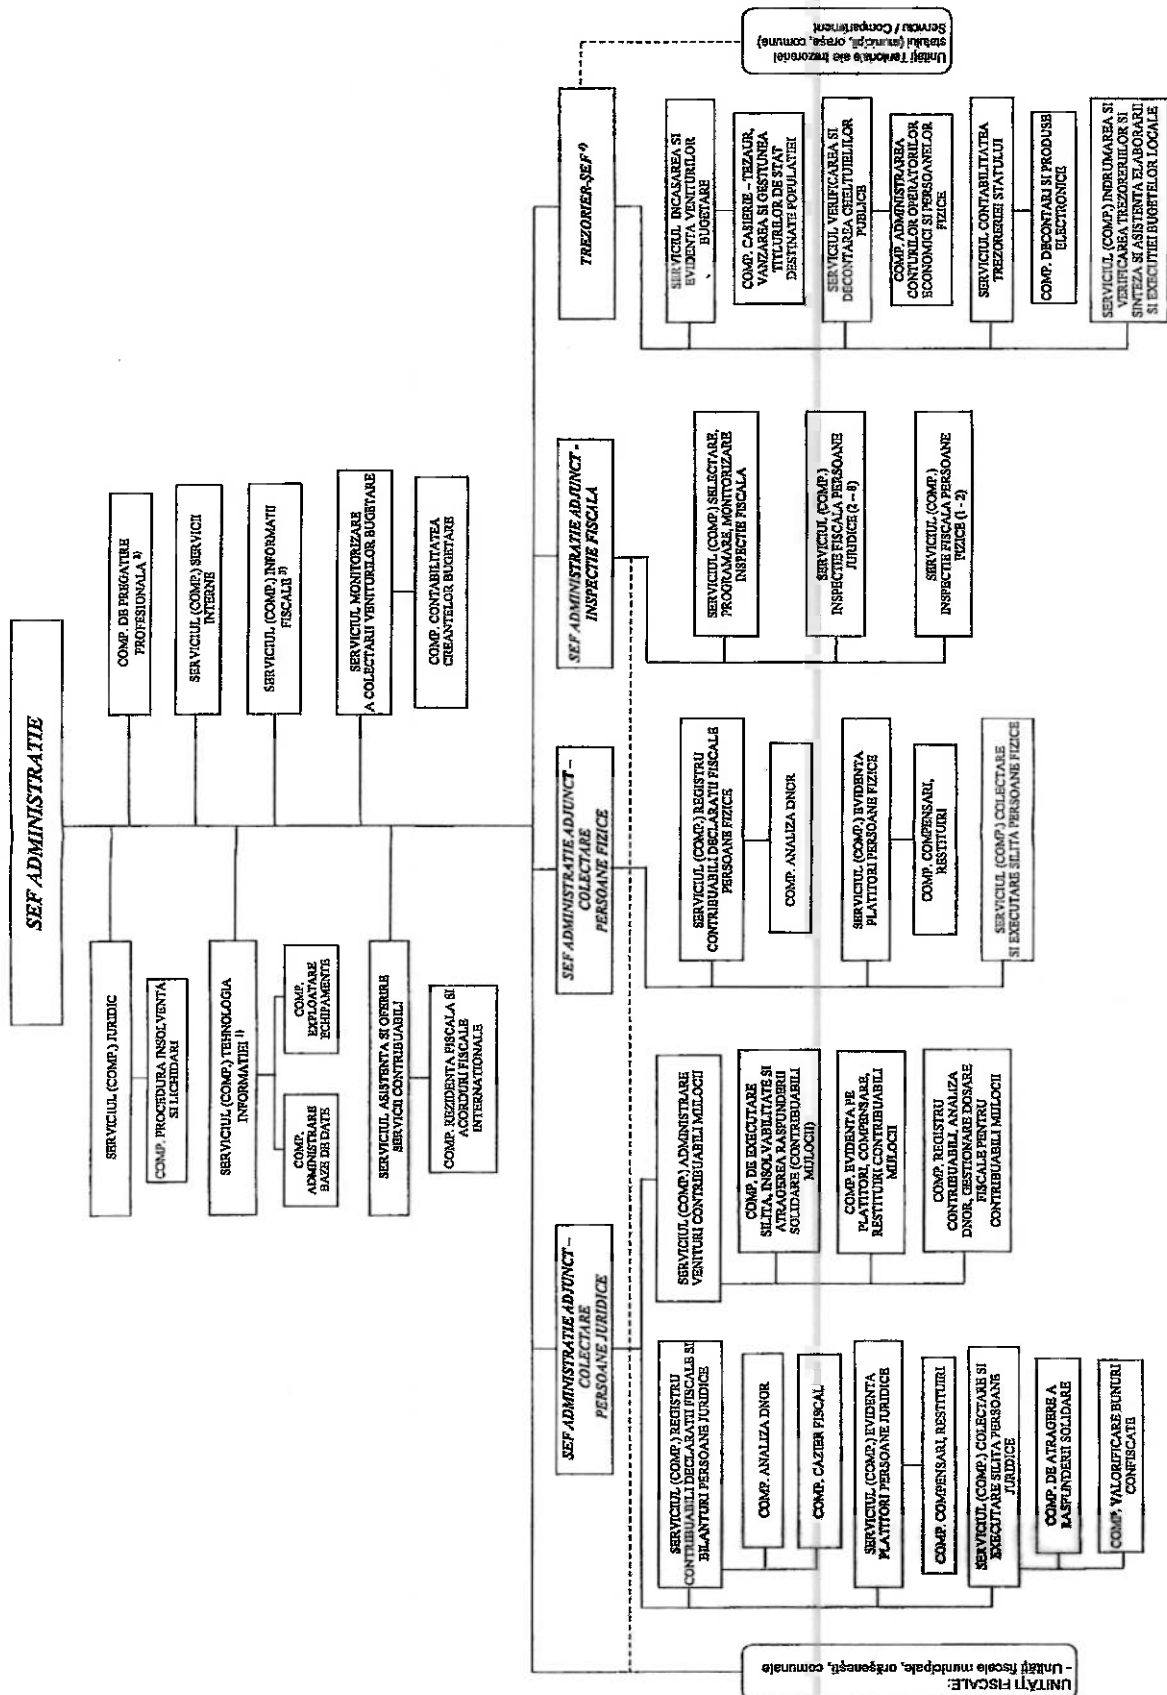 SEF ADMINISTRATIE
SERVICIUL (COMP.) JURIDIC
COMP. PROCEDURA INSOLVENTA
SI LICHIDARI
SERVICIUL (COMP.) TEHNOLOGIA
INFORMATIEI 1)
COMP.
ADMINISTRARE
BAZE DE DATE
COMP.
EXPLOATARE
ECHIPAMENTE
SERVICIUL ASISTENTA SI OFERIRE
SERVICII CONTRIBUABILI
COMP. REZIDENTA FISCALA SI
ACORDURI FISCALE
INTERNATIONALE
COMP. DE PREGATIRE
PROFESIONALA 2)
SERVICIUL (COMP.) SERVICII
INTERNE
SERVICIUL (COMP.) INFORMATII
FISCALE 3)
SERVICIUL MONITORIZARE
A COLECTARII VENITURILOR BUGETARE
COMP. CONTABILITATEA
CREANTELOR BUGETARE
SEF ADMINISTRATIE ADJUNCT –
COLECTARE
PERSOANE JURIDICE
SERVICIUL (COMP.) REGISTRU
CONTRIBUABILI DECLARATII FISCALE SI
BILANTURI PERSOANE JURIDICE
COMP. ANALIZA DNOR
COMP. CAZIER FISCAL
SERVICIUL (COMP.) EVIDENTA
PLATITORI PERSOANE JURIDICE
COMP. COMPENSARI, RESTITUIRI
SERVICIUL (COMP.) COLECTARE SI
EXECUTARE SILITA PERSOANE
JURIDICE
COMP. DE ATRAGERE A
RASPUNDERII SOLIDARE
COMP. VALORIFICARE BUNURI
CONFISCATE
SERVICIUL (COMP.) ADMINISTRARE
VENITURI CONTRIBUABILI MIJLOCII
COMP. DE EXECUTARE
SILITA, INSOLVABILITATE SI
ATRAGEREA RASPUNDERII
SOLIDARE (CONTRIBUABILI
MIJLOCII)
COMP. EVIDENTA PE
PLATITORI, COMPENSARE,
RESTITUIRI CONTRIBUABILI
MIJLOCII
COMP. REGISTRU
CONTRIBUABILI, ANALIZA
DNOR, GESTIONARE DOSARE
FISCALE PENTRU
CONTRIBUABILI MIJLOCII
SEF ADMINISTRATIE ADJUNCT –
COLECTARE
PERSOANE FIZICE
SERVICIUL (COMP.) REGISTRU
CONTRIBUABILI DECLARATII FISCALE
PERSOANE FIZICE
COMP. ANALIZA DNOR
SERVICIUL (COMP.) EVIDENTA
PLATITORI PERSOANE FIZICE
COMP. COMPENSARI,
RESTITUIRI
SERVICIUL (COMP.) COLECTARE
SI EXECUTARE SILITA PERSOANE FIZICE
SEF ADMINISTRATIE ADJUNCT -
INSPECTIE FISCALA
SERVICIUL (COMP.) SELECTARE,
PROGRAMARE, MONITORIZARE
INSPECTIE FISCALA
SERVICIUL (COMP.)
INSPECTIE FISCALA PERSOANE
JURIDICE (2 – 8)
SERVICIUL (COMP.)
INSPECTIE FISCALA PERSOANE
FIZICE (1 - 2)
TREZORIER-ŞEF 4)
SERVICIUL INCASAREA SI
EVIDENTA VENITURILOR
BUGETARE
COMP. CASIERIE – TEZAUR,
VANZAREA SI GESTIUNEA
TITLURILOR DE STAT
DESTINATE POPULATIEI
SERVICIUL VERIFICAREA SI
DECONTAREA CHELTUIELILOR
PUBLICE
COMP. ADMINISTRAREA
CONTURILOR OPERATORILOR
ECONOMICI SI PERSOANELOR
FIZICE
SERVICIUL CONTABILITATEA
TREZORERIEI STATULUI
COMP. DECONTARI SI PRODUSE
ELECTRONICE
SERVICIUL (COMP.) INDRUMAREA SI
VERIFICAREA TREZORERIILOR SI
SINTEZA SI ASISTENTA ELABORARII
SI EXECUTIEI BUGETELOR LOCALE
UNITĂŢI FISCALE:
- Unităţi fiscale municipale, orăşeneşti, comunale
Unităţi Teritoriale ale trezoreriei
statului (municipii, oraşe, comune)
Serviciu / Compartiment